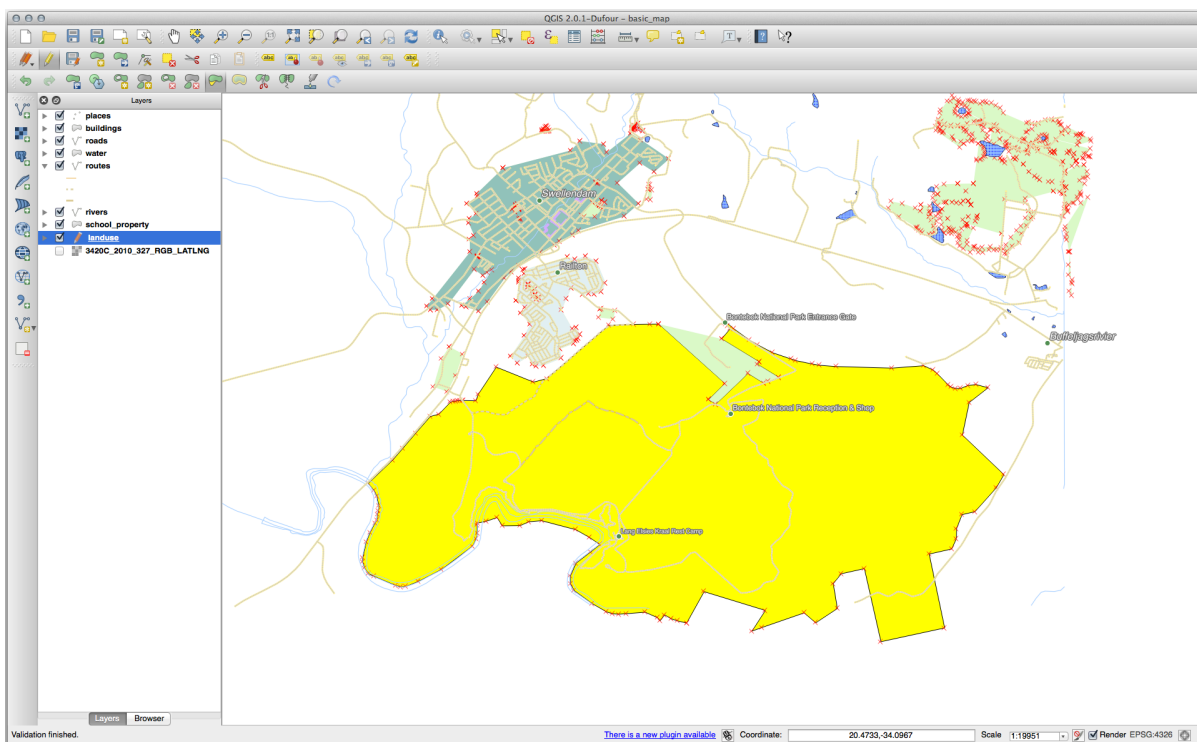 QGIS 2.0.1-Dufour - basic_map
Layers
places
buildings
roads
water
routes
rivers
school_property
landuse
3420C_2010_327_RGB_LATLNG
Swellendam
Railton
Bontebok National Park Entrance Gate
Buffeljagsrivier
Bontebok National Park Reception & Shop
Lang Elsies Kraal Rest Camp
Layers Browser
Validation finished. There is a new plugin available Coordinate: 20.4733,-34.0967 Scale 1:19951 Render EPSG:4326